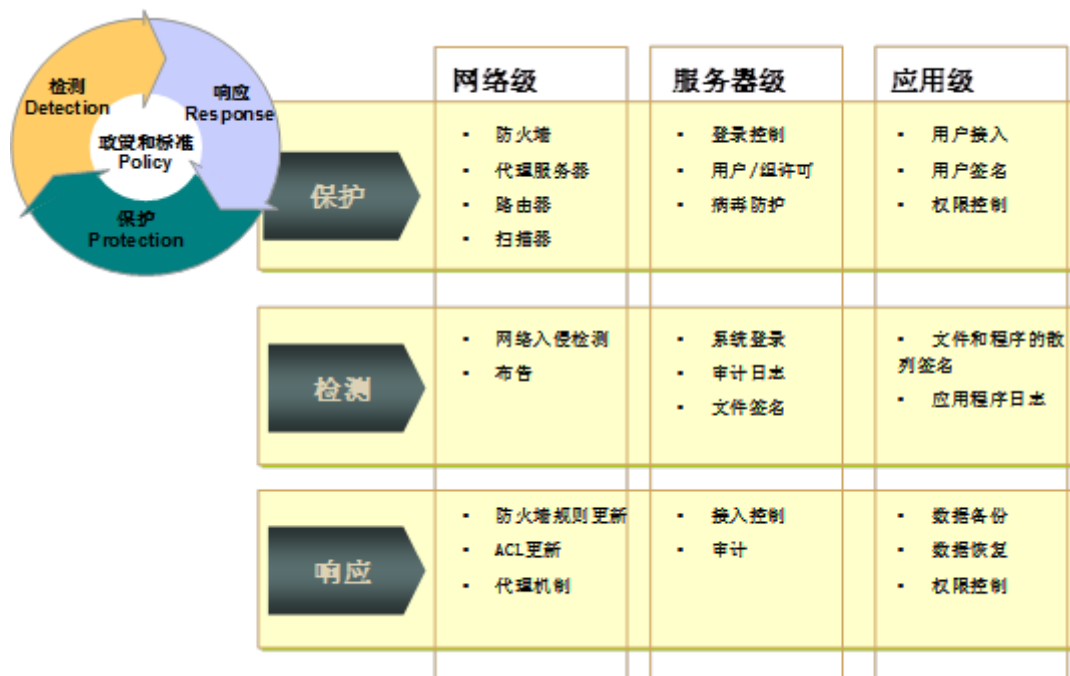 检测
Detection
响应
Response
政策和标准
Policy
保护
Protection
网络级
服务器级
应用级
保护
▪ 防火墙
▪ 代理服务器
▪ 路由器
▪ 扫描器
▪ 登录控制
▪ 用户/组许可
▪ 病毒防护
▪ 用户接入
▪ 用户签名
▪ 权限控制
检测
▪ 网络入侵检测
▪ 布告
▪ 系统登录
▪ 审计日志
▪ 文件签名
▪ 文件和程序的散
列签名
▪ 应用程序日志
响应
▪ 防火墙规则更新
▪ ACL更新
▪ 代理机制
▪ 接入控制
▪ 审计
▪ 数据备份
▪ 数据恢复
▪ 权限控制